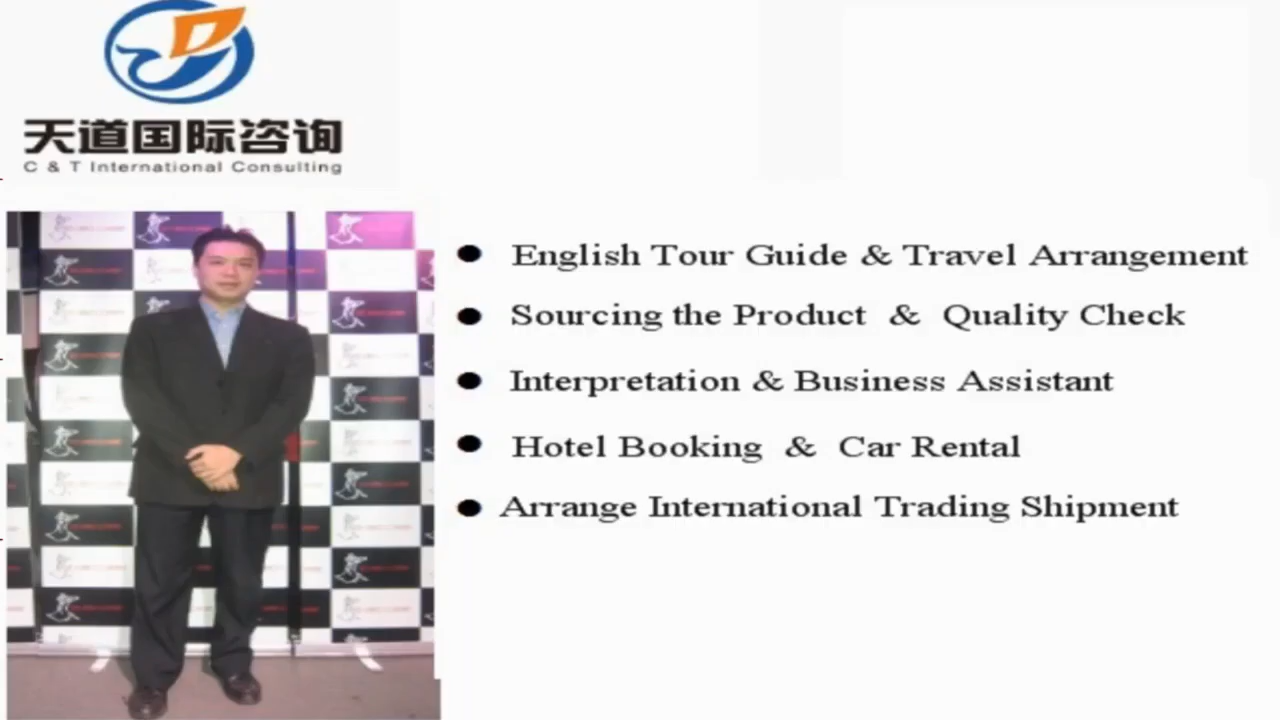 天道国际咨询
C & T International Consulting
● English Tour Guide & Travel Arrangement
● Sourcing the Product & Quality Check
● Interpretation & Business Assistant
● Hotel Booking & Car Rental
● Arrange International Trading Shipment